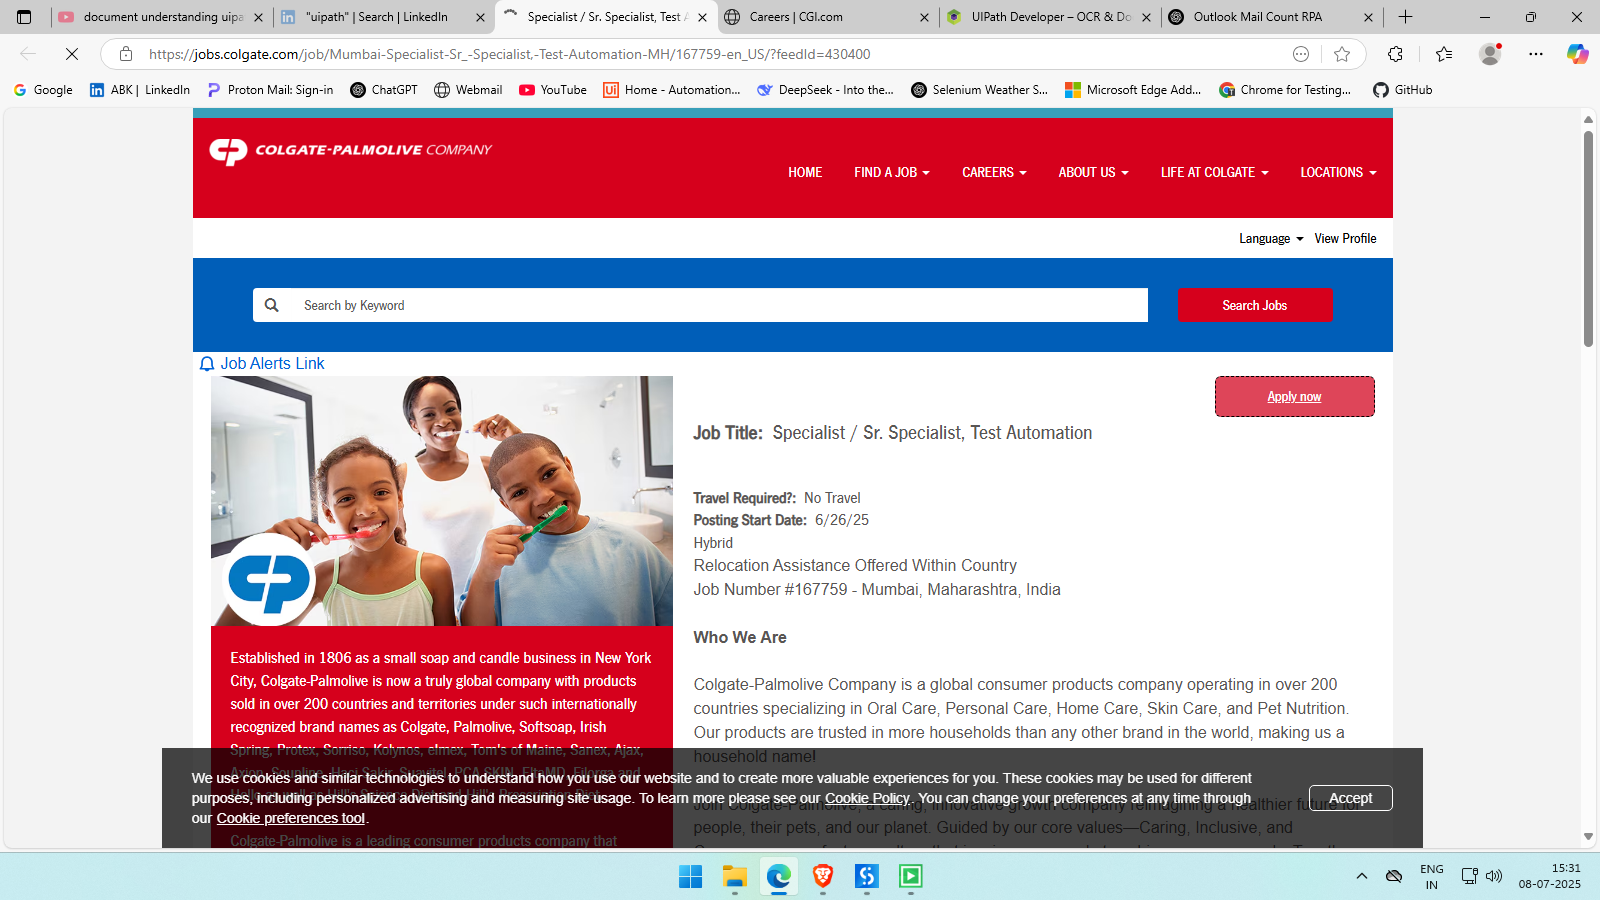 document understanding uipa
"uipath" | Search | LinkedIn
Specialist / Sr. Specialist, Test A
Careers | CGI.com
UIPath Developer – OCR & Do
Outlook Mail Count RPA
https://jobs.colgate.com/job/Mumbai-Specialist-Sr_-Specialist,-Test-Automation-MH/167759-en_US/?feedId=430400
Google
ABK | LinkedIn
Proton Mail: Sign-in
ChatGPT
Webmail
YouTube
Home - Automation...
DeepSeek - Into the...
Selenium Weather S...
Microsoft Edge Add...
Chrome for Testing...
GitHub
COLGATE-PALMOLIVE COMPANY
HOME
FIND A JOB
CAREERS
ABOUT US
LIFE AT COLGATE
LOCATIONS
Language
View Profile
Search by Keyword
Search Jobs
Job Alerts Link
Apply now
Job Title: Specialist / Sr. Specialist, Test Automation
Travel Required?: No Travel
Posting Start Date: 6/26/25
Hybrid
Relocation Assistance Offered Within Country
Job Number #167759 - Mumbai, Maharashtra, India
Who We Are
Colgate-Palmolive Company is a global consumer products company operating in over 200
countries specializing in Oral Care, Personal Care, Home Care, Skin Care, and Pet Nutrition.
Our products are trusted in more households than any other brand in the world, making us a
household name!
Join Colgate-Palmolive, a caring, innovative growth company reimagining a healthier future for
people, their pets, and our planet. Guided by our core values—Caring, Inclusive, and
Established in 1806 as a small soap and candle business in New York
City, Colgate-Palmolive is now a truly global company with products
sold in over 200 countries and territories under such internationally
recognized brand names as Colgate, Palmolive, Softsoap, Irish
Spring, Protex, Sorriso, Kolynos, elmex, Tom's of Maine, Sanex, Ajax,
Colgate-Palmolive is a leading consumer products company that
We use cookies and similar technologies to understand how you use our website and to create more valuable experiences for you. These cookies may be used for different
purposes, including personalized advertising and measuring site usage. To learn more please see our Cookie Policy. You can change your preferences at any time through
our Cookie preferences tool.
Accept
ENG
IN
15:31
08-07-2025